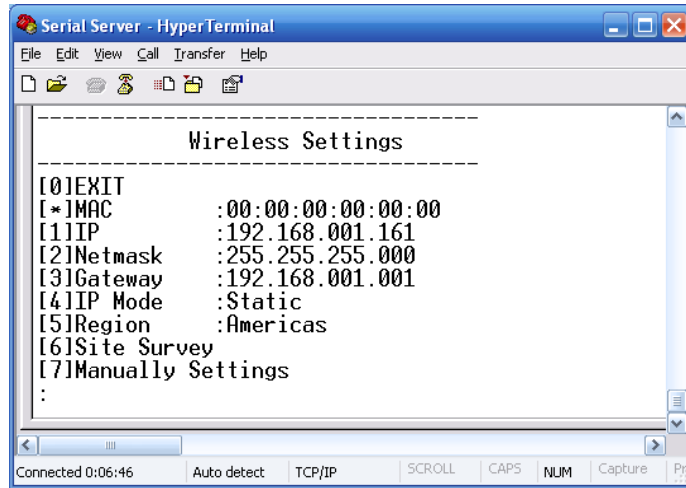 Serial Server - HyperTerminal
File Edit View Call Transfer Help
Wireless Settings
[0]EXIT
[*]MAC :00:00:00:00:00:00
[1]IP :192.168.001.161
[2]Netmask :255.255.255.000
[3]Gateway :192.168.001.001
[4]IP Mode :Static
[5]Region :Americas
[6]Site Survey
[7]Manually Settings
:
Connected 0:06:46 Auto detect TCP/IP SCROLL CAPS NUM Capture